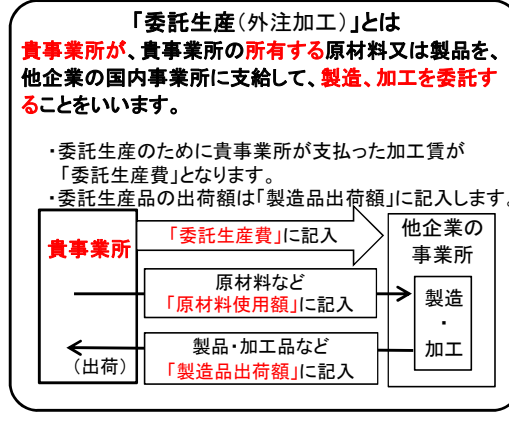 「委託生産(外注加工)」とは
貴事業所が、貴事業所の所有する原材料又は製品を、
他企業の国内事業所に支給して、製造、加工を委託す
ることをいいます。
・委託生産のために貴事業所が支払った加工賃が
「委託生産費」となります。
・委託生産品の出荷額は「製造品出荷額」に記入します。
貴事業所
「委託生産費」に記入
他企業の
事業所
原材料など
「原材料使用額」に記入
製造
・
加工
製品・加工品など
「製造品出荷額」に記入
(出荷)